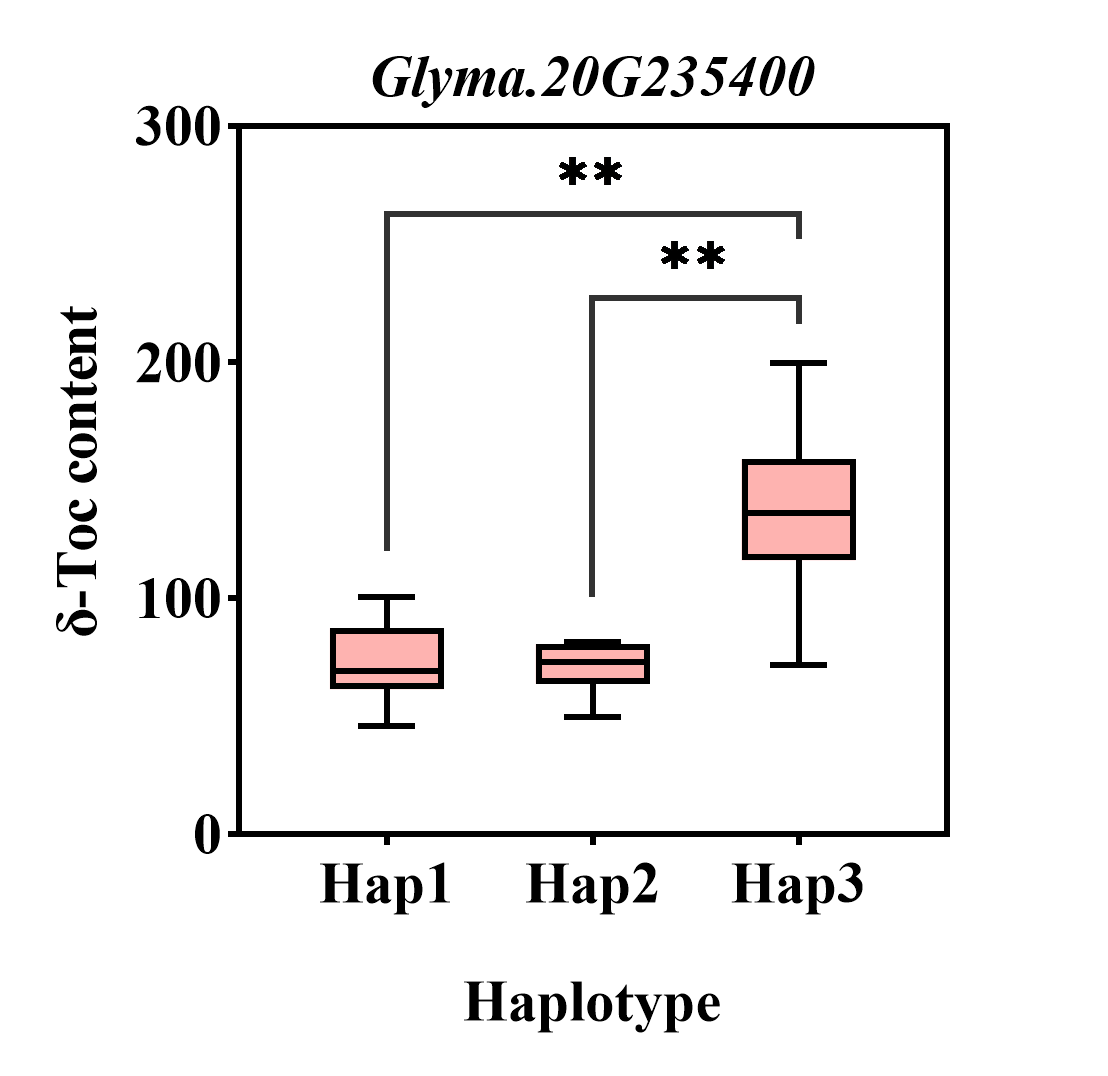 Glyma.20G235400
300
**
**
200
100
0
δ-Toc content
Hap1 Hap2 Hap3
Haplotype